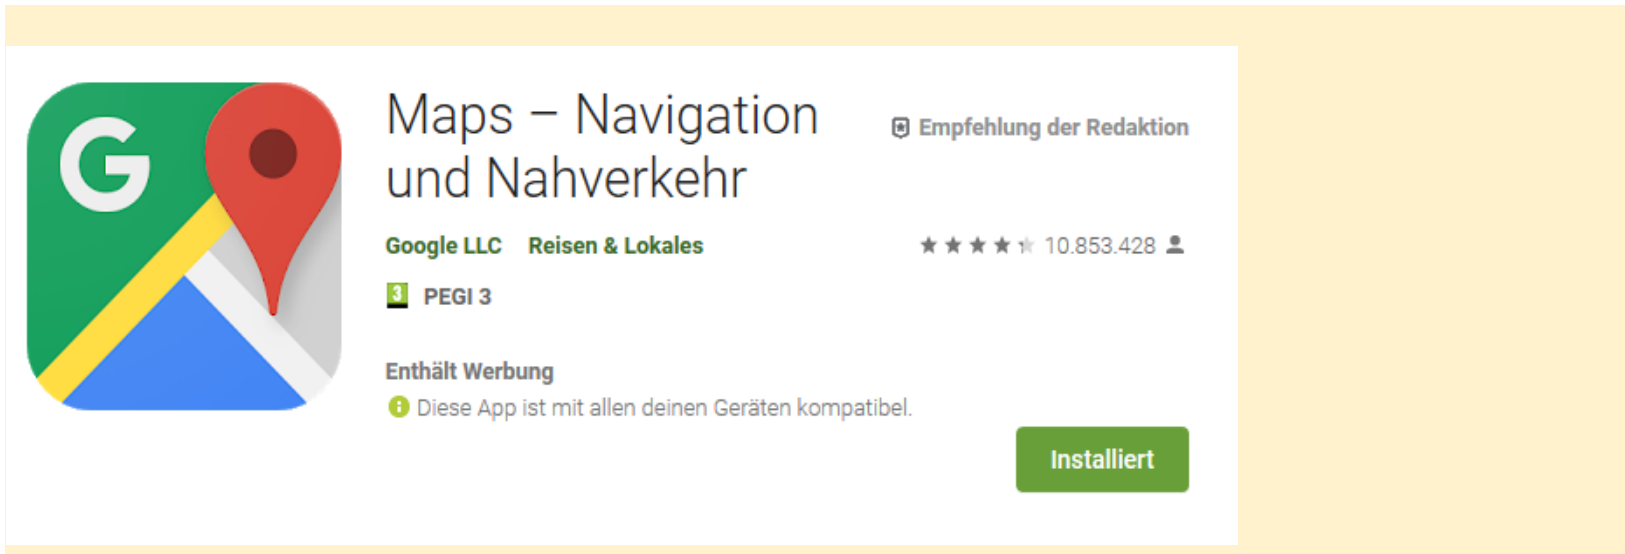 G
Maps – Navigation
und Nahverkehr
Empfehlung der Redaktion
Google LLC Reisen & Lokales
10.853.428
3 PEGI 3
Enthält Werbung
Diese App ist mit allen deinen Geräten kompatibel.
Installiert